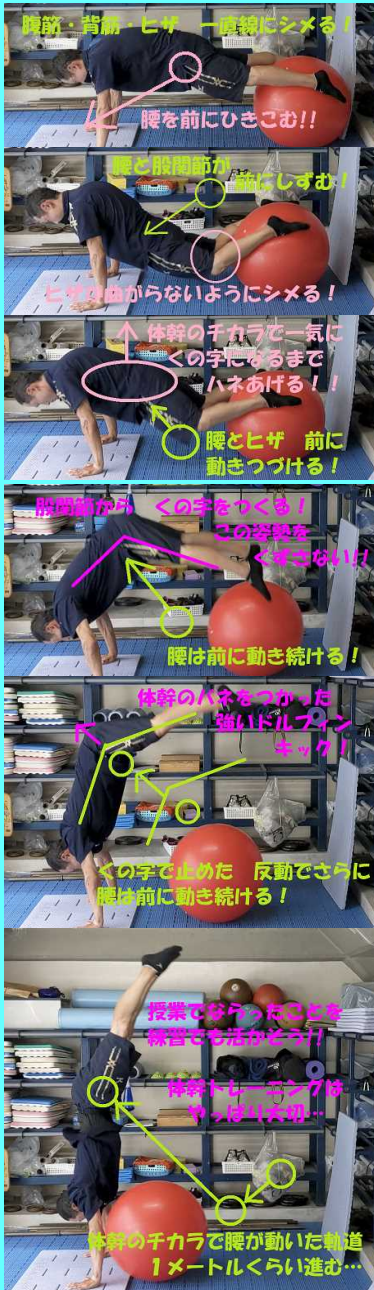 腹筋・背筋・ヒザ　一直線にシメる！
腰を前にひきこむ!!
腰と股関節が
前にしずむ！
ヒザが曲がらないようにシメる！
体幹のチカラで一気に
くの字になるまで
ハネあげる！！
腰とヒザ　前に
動きつづける！
股関節から　くの字をつくる！
この姿勢を
くずさない!!
腰は前に動き続ける！
体幹のバネをつかった
強いドルフィン
キック！
くの字で止めた　反動でさらに
腰は前に動き続ける！
授業でならったことを
練習でも活かそう!!
体幹トレーニングは
やっぱり大切…
体幹のチカラで腰が動いた軌道
１メートルくらい進む…